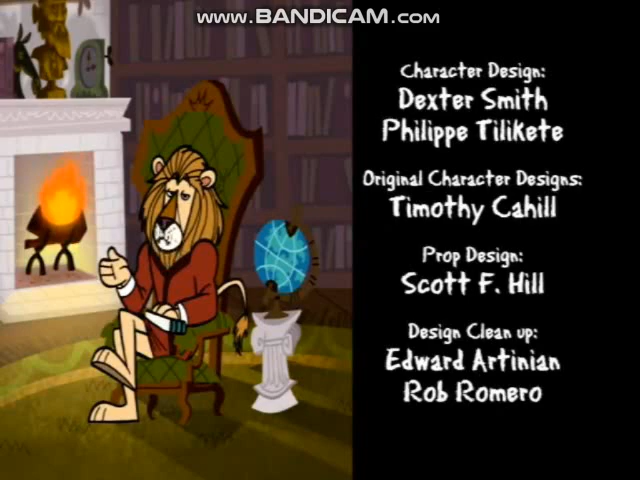 www.BANDICAM.com
Character Design:
Dexter Smith
Philippe Tilikete
Original Character Designs:
Timothy Cahill
Prop Design:
Scott F. Hill
Design Clean up:
Edward Artinian
Rob Romero